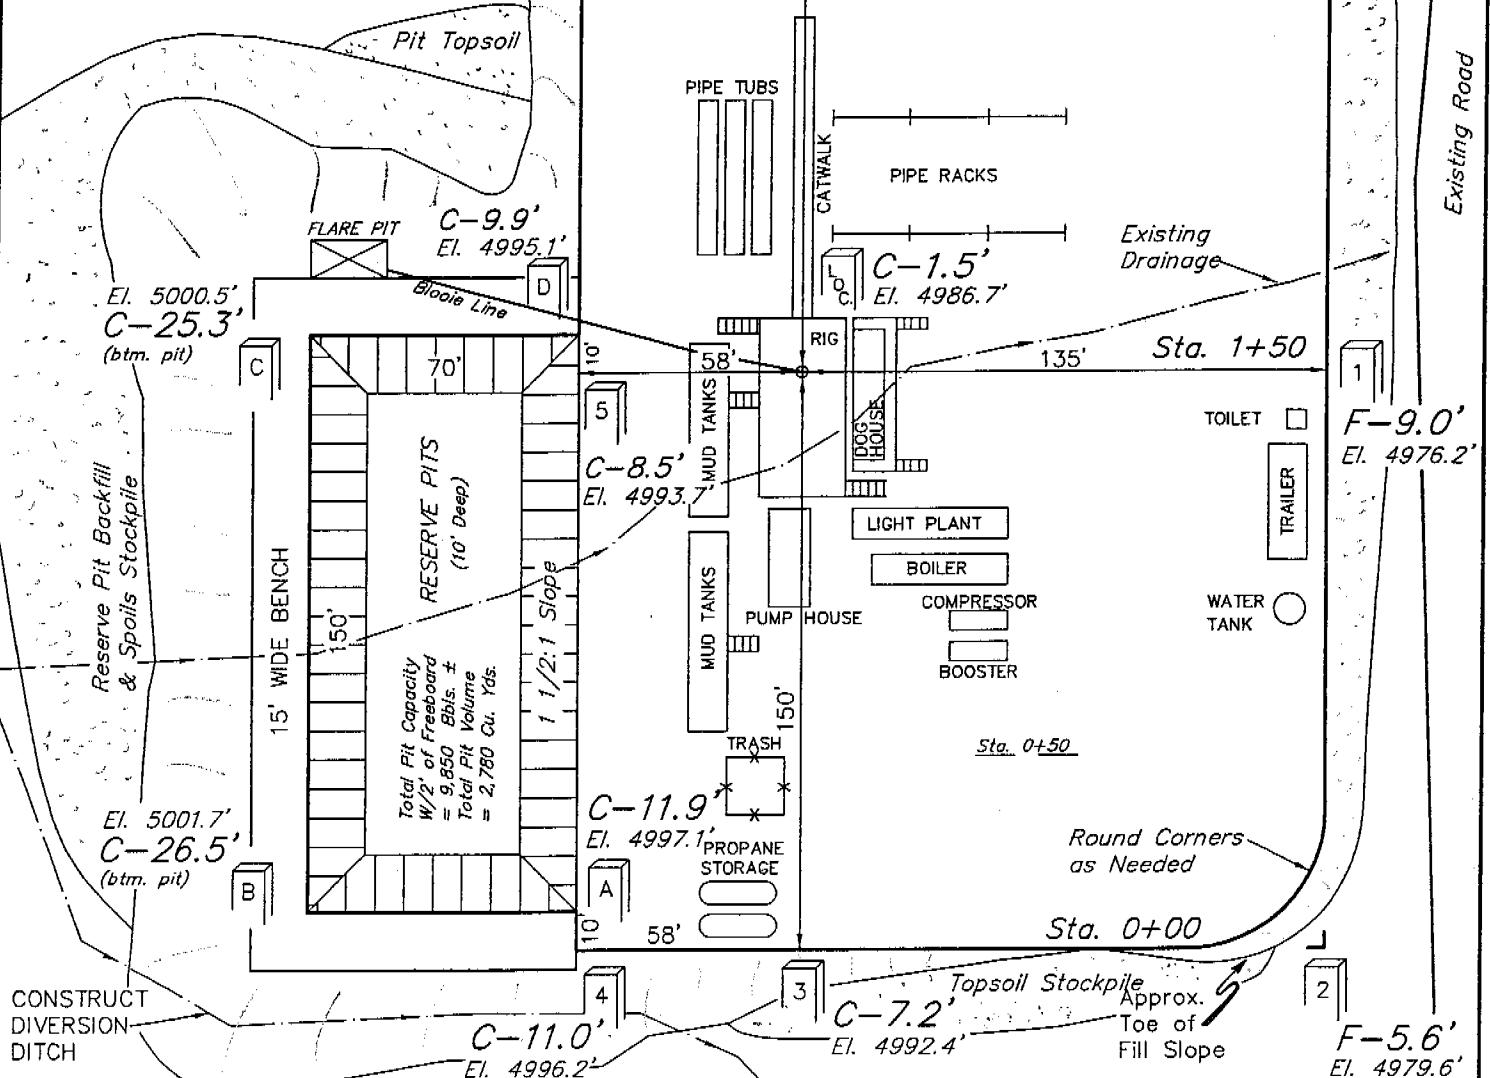 Pit Topsoil
PIPE TUBS
CATWALK
PIPE RACKS
Existing Road
FLARE PIT
C-9.9'
El. 4995.1'
Existing
Drainage
LOC.
C-1.5'
El. 4986.7'
D
Blooie Line
El. 5000.5'
C-25.3'
(btm. pit)
C
RIG
10'
58'
135'
Sta. 1+50
1
F-9.0'
El. 4976.2'
70'
5
C-8.5'
El. 4993.7'
MUD TANKS
DOG
HOUSE
TOILET
TRAILER
RESERVE PITS
(10' Deep)
LIGHT PLANT
BOILER
COMPRESSOR
BOOSTER
PUMP HOUSE
WATER
TANK
MUD TANKS
Reserve Pit Backfill
& Spoils Stockpile
15' WIDE BENCH
150'
1 1/2:1 Slope
Total Pit Capacity
W/2' of Freeboard
= 9,850 Bbls. ±
Total Pit Volume
= 2,780 Cu. Yds.
150'
TRASH
Sta. 0+50
C-11.9'
El. 4997.1'
PROPANE
STORAGE
El. 5001.7'
C-26.5'
(btm. pit)
B
A
Round Corners
as Needed
10'
58'
Sta. 0+00
CONSTRUCT
DIVERSION
DITCH
4
C-11.0'
El. 4996.2'
3
C-7.2'
El. 4992.4'
Topsoil Stockpile
Approx.
Toe of
Fill Slope
2
F-5.6'
El. 4979.6'